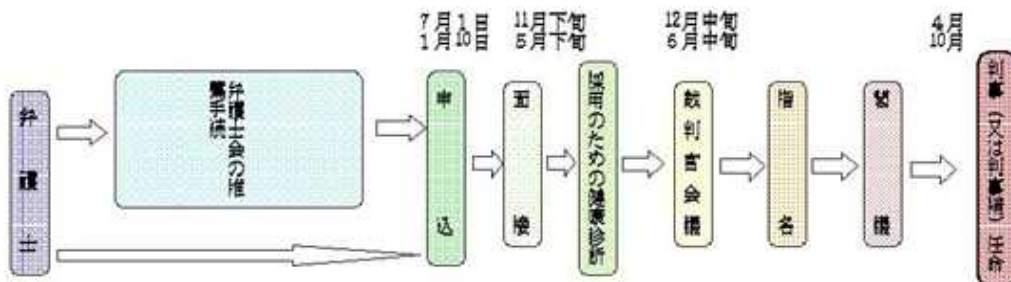 7月1日
1月10日
11月下旬
5月下旬
12月中旬
6月中旬
4月
10月
弁護士
弁護士会の推
薦手続
申込
面接
採用のための健康診断
裁判官会議
指名
閣議
判事（又は判事補）任命